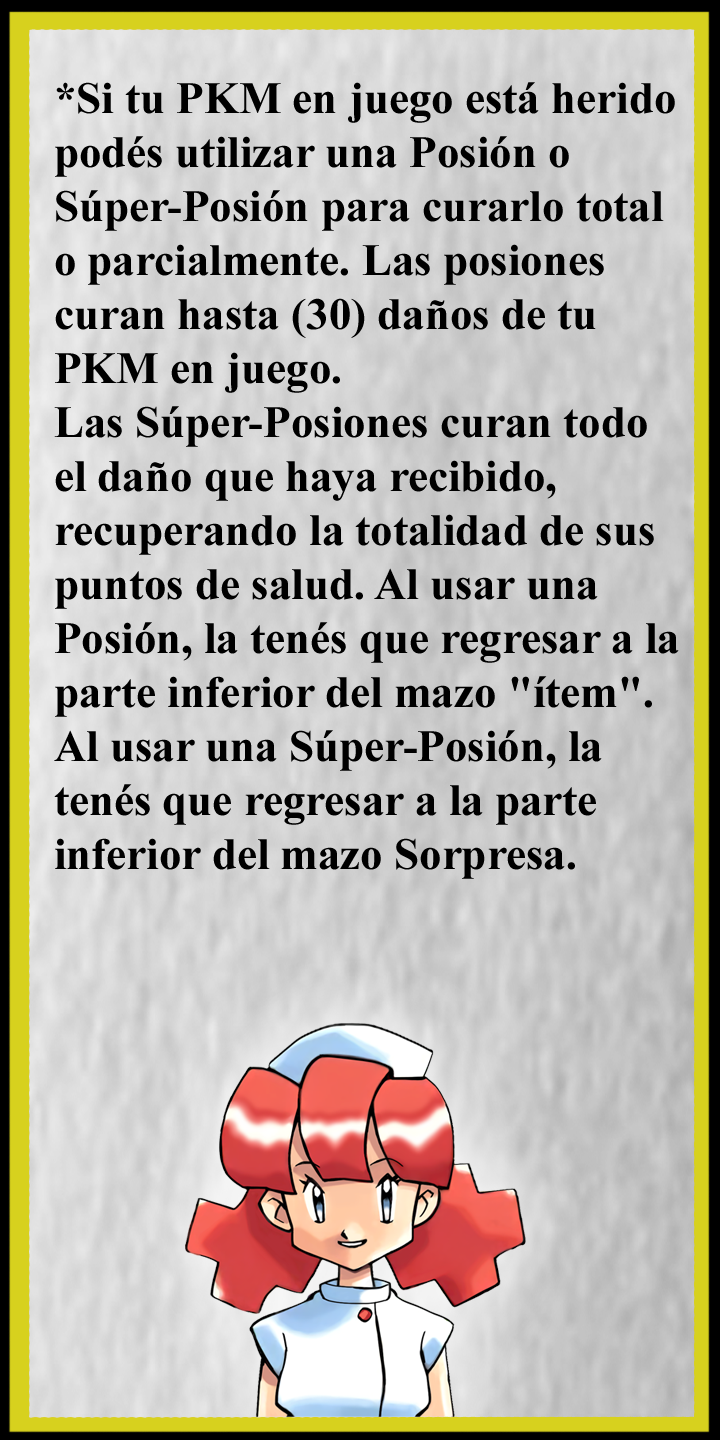 *Si tu PKM en juego está herido
podés utilizar una Posión o
Súper-Posión para curarlo total
o parcialmente. Las posiones
curan hasta (30) daños de tu
PKM en juego.
Las Súper-Posiones curan todo
el daño que haya recibido,
recuperando la totalidad de sus
puntos de salud. Al usar una
Posión, la tenés que regresar a la
parte inferior del mazo "ítem".
Al usar una Súper-Posión, la
tenés que regresar a la parte
inferior del mazo Sorpresa.